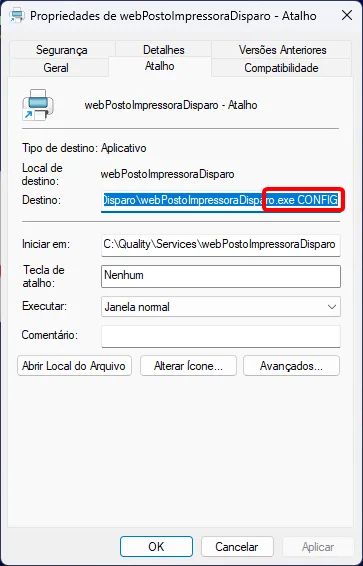 Propriedades de webPostoImpressoraDisparo - Atalho
Segurança Detalhes Versões Anteriores
Geral Atalho Compatibilidade
webPostoImpressoraDisparo - Atalho
Tipo de destino: Aplicativo
Local de destino: webPostoImpressoraDisparo
Destino: Disparo\webPostoImpressoraDisparo.exe CONFIG
Iniciar em: C:\Quality\Services\webPostoImpressoraDisparo
Tecla de atalho: Nenhum
Executar: Janela normal
Comentário:
Abrir Local do Arquivo Alterar Ícone... Avançados...
OK Cancelar Aplicar